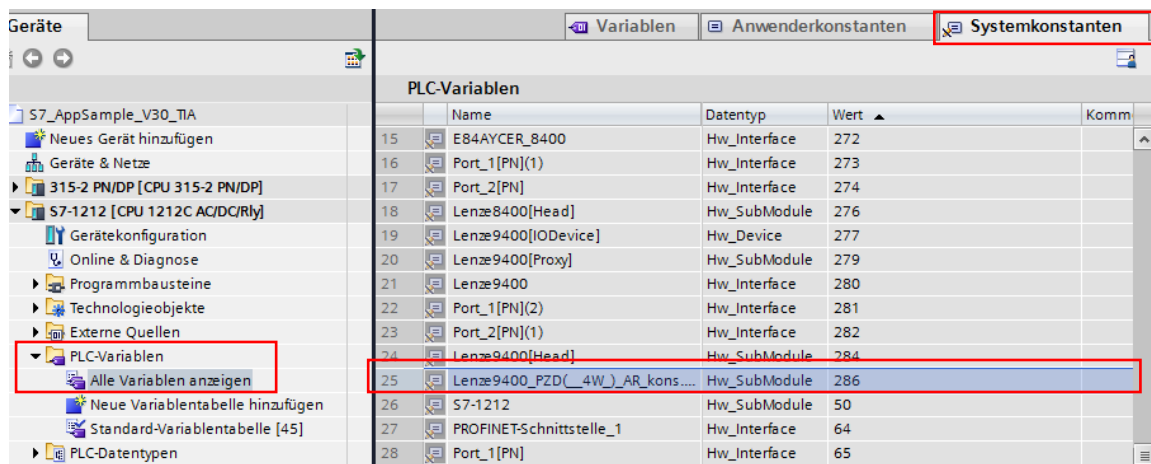 Geräte
Variablen
Anwenderkonstanten
Systemkonstanten
PLC-Variablen
S7_AppSample_V30_TIA
Neues Gerät hinzufügen
Geräte & Netze
315-2 PN/DP [CPU 315-2 PN/DP]
S7-1212 [CPU 1212C AC/DC/Rly]
Gerätekonfiguration
Online & Diagnose
Programmbausteine
Technologieobjekte
Externe Quellen
PLC-Variablen
Alle Variablen anzeigen
Neue Variablentabelle hinzufügen
Standard-Variablentabelle [45]
PLC-Datentypen
Name Datentyp Wert Komm
15 E84AYCER_8400 Hw_Interface 272
16 Port_1[PN](1) Hw_Interface 273
17 Port_2[PN] Hw_Interface 274
18 Lenze8400[Head] Hw_SubModule 276
19 Lenze9400[IODevice] Hw_Device 277
20 Lenze9400[Proxy] Hw_SubModule 279
21 Lenze9400 Hw_Interface 280
22 Port_1[PN](2) Hw_Interface 281
23 Port_2[PN](1) Hw_Interface 282
24 Lenze9400[Head] Hw_SubModule 284
25 Lenze9400_PZD(__4W_)_AR_kons.... Hw_SubModule 286
26 S7-1212 Hw_SubModule 50
27 PROFINET-Schnittstelle_1 Hw_Interface 64
28 Port_1[PN] Hw_Interface 65